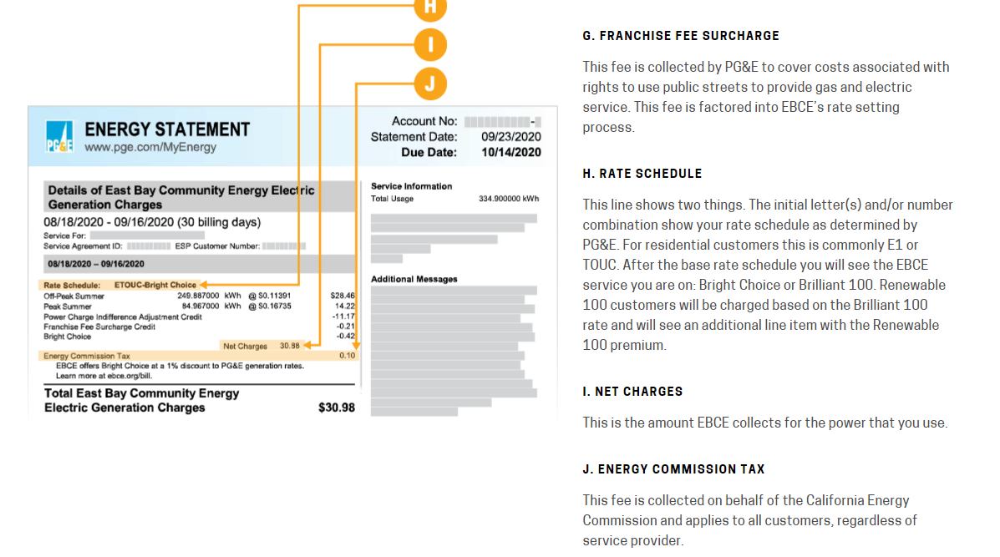 H
I
J
PG&E
ENERGY STATEMENT
www.pge.com/MyEnergy
Account No: -
Statement Date: 09/23/2020
Due Date: 10/14/2020
Details of East Bay Community Energy Electric
Generation Charges
08/18/2020 - 09/16/2020 (30 billing days)
Service For:
Service Agreement ID: ESP Customer Number:
08/18/2020 – 09/16/2020
Rate Schedule: ETOUC-Bright Choice
Off-Peak Summer 249.887000 kWh @ $0.11391 $28.46
Peak Summer 84.967000 kWh @ $0.16735 14.22
Power Charge Indifference Adjustment Credit -11.17
Franchise Fee Surcharge Credit -0.21
Bright Choice -0.42
Net Charges 30.88
Energy Commission Tax 0.10
EBCE offers Bright Choice at a 1% discount to PG&E generation rates.
Learn more at ebce.org/bill.
Total East Bay Community Energy
Electric Generation Charges $30.98
Service Information
Total Usage 334.900000 kWh
Additional Messages
G. FRANCHISE FEE SURCHARGE
This fee is collected by PG&E to cover costs associated with
rights to use public streets to provide gas and electric
service. This fee is factored into EBCE’s rate setting
process.
H. RATE SCHEDULE
This line shows two things. The initial letter(s) and/or number
combination show your rate schedule as determined by
PG&E. For residential customers this is commonly E1 or
TOUC. After the base rate schedule you will see the EBCE
service you are on: Bright Choice or Brilliant 100. Renewable
100 customers will be charged based on the Brilliant 100
rate and will see an additional line item with the Renewable
100 premium.
I. NET CHARGES
This is the amount EBCE collects for the power that you use.
J. ENERGY COMMISSION TAX
This fee is collected on behalf of the California Energy
Commission and applies to all customers, regardless of
service provider.